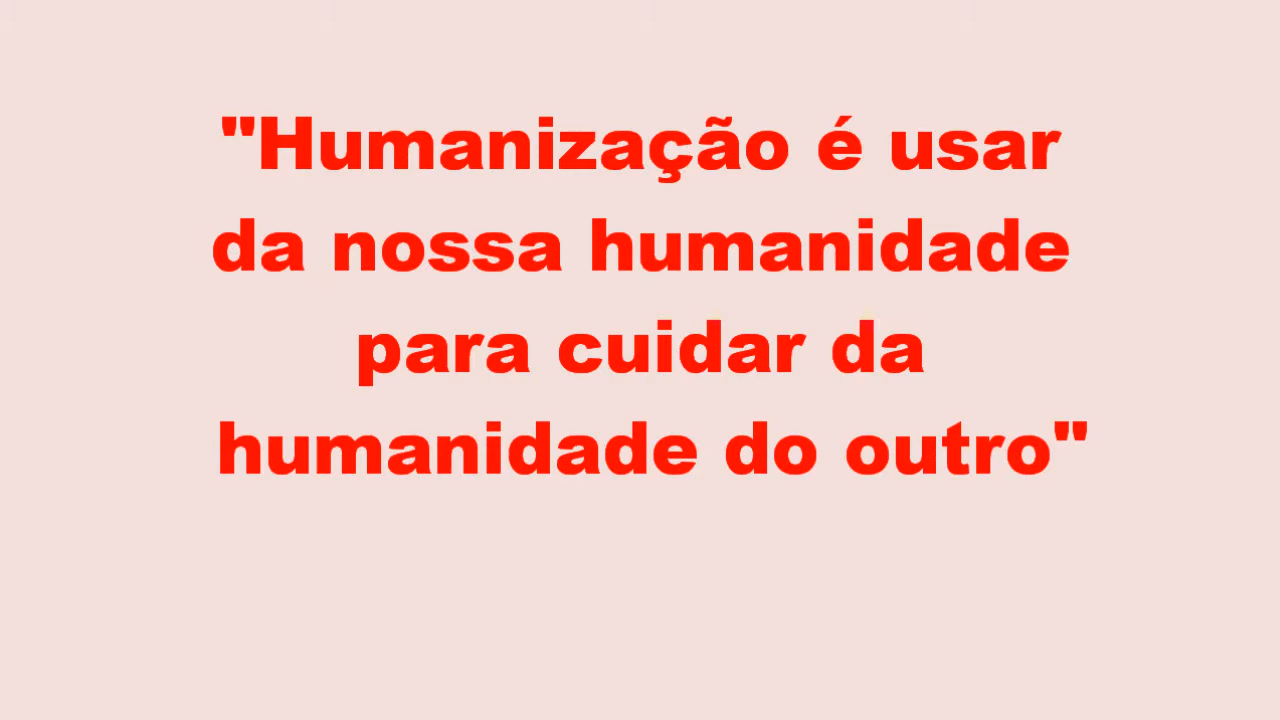 "Humanização é usar
da nossa humanidade
para cuidar da
humanidade do outro"